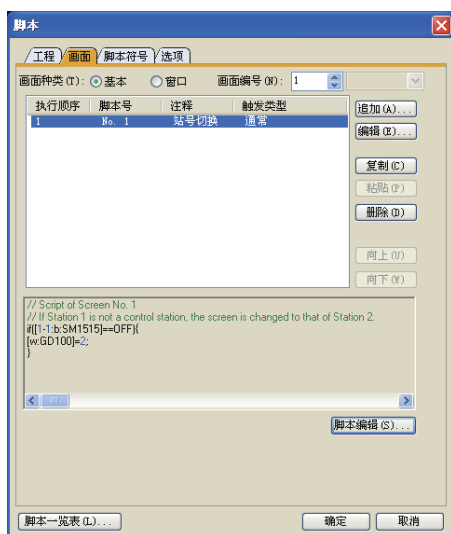 脚本
工程 画面 脚本符号 选项
画面种类(T): 基本 窗口 画面编号(N): 1
执行顺序 脚本号 注释 触发类型
1 No. 1 站号切换 通常
追加(A)...
编辑(E)...
复制(C)
粘贴(P)
删除(D)
向上(U)
向下(W)
// Script of Screen No. 1
// If Station 1 is not a control station, the screen is changed to that of Station 2.
if([1-1:b:SM1515]==OFF){
[w:GD100]=2;
}
脚本编辑(S)...
脚本一览表(L)... 确定 取消